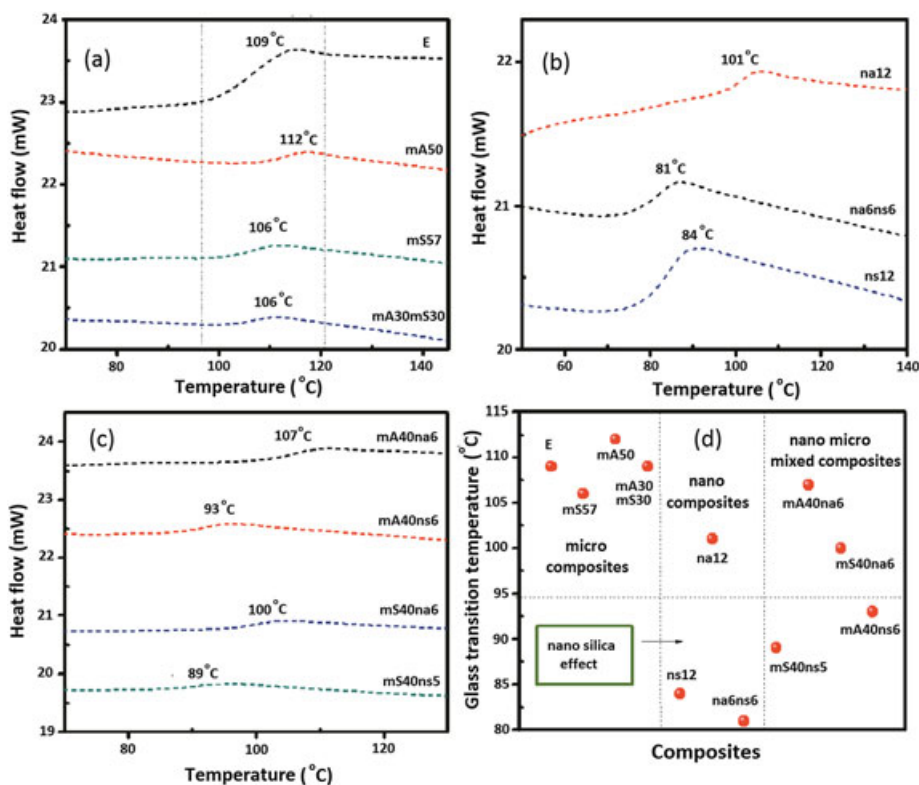 (a)
24
23
22
21
20
Heat flow (mW)
109°C
E
112°C
mA50
106°C
mS57
106°C
mA30mS30
80
100
120
140
Temperature (°C)
(b)
22
21
20
Heat flow (mW)
101°C
na12
81°C
na6ns6
84°C
ns12
60
80
100
120
140
Temperature (°C)
(c)
24
23
22
21
20
19
Heat flow (mW)
107°C
mA40na6
93°C
mA40ns6
100°C
mS40na6
89°C
mS40ns5
80
100
120
Temperature (°C)
(d)
115
110
105
100
95
90
85
80
Glass transition temperature (°C)
E
mA50
mS57
mA30
mS30
micro
composites
nano
composites
na12
nano micro
mixed composites
mA40na6
mS40na6
mA40ns6
mS40ns5
nano silica
effect
ns12
na6ns6
Composites